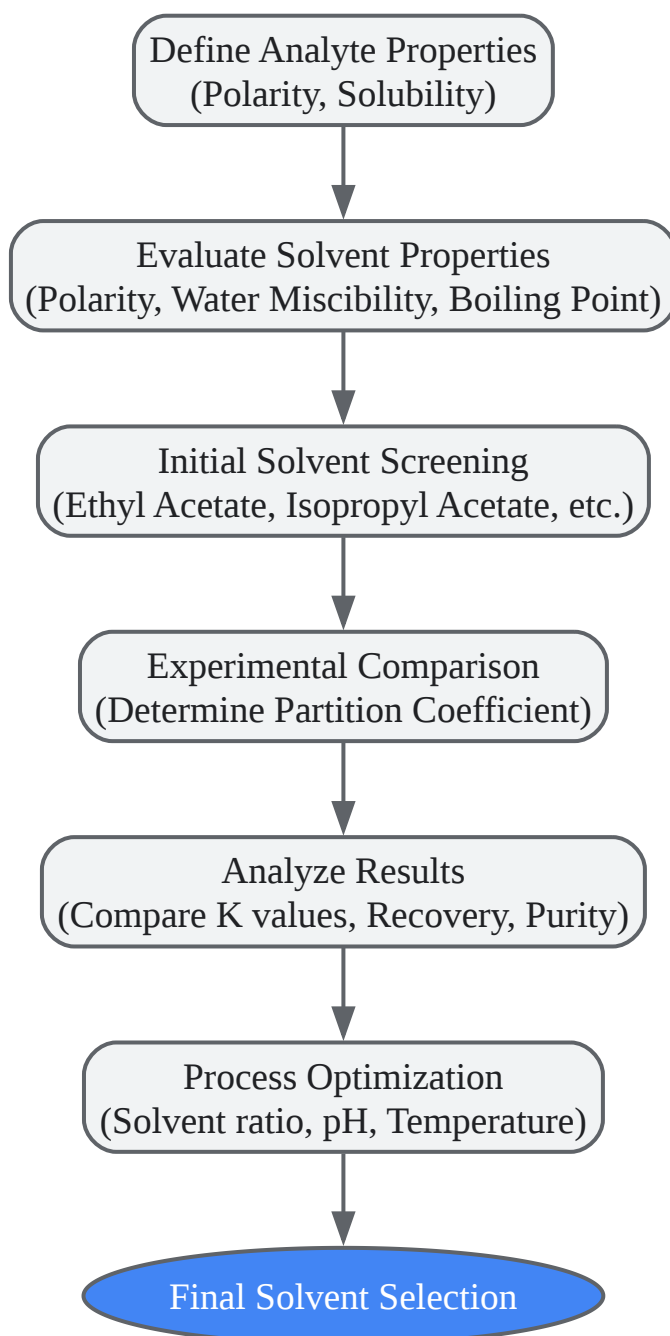 Define Analyte Properties
(Polarity, Solubility)
Evaluate Solvent Properties
(Polarity, Water Miscibility, Boiling Point)
Initial Solvent Screening
(Ethyl Acetate, Isopropyl Acetate, etc.)
Experimental Comparison
(Determine Partition Coefficient)
Analyze Results
(Compare K values, Recovery, Purity)
Process Optimization
(Solvent ratio, pH, Temperature)
Final Solvent Selection